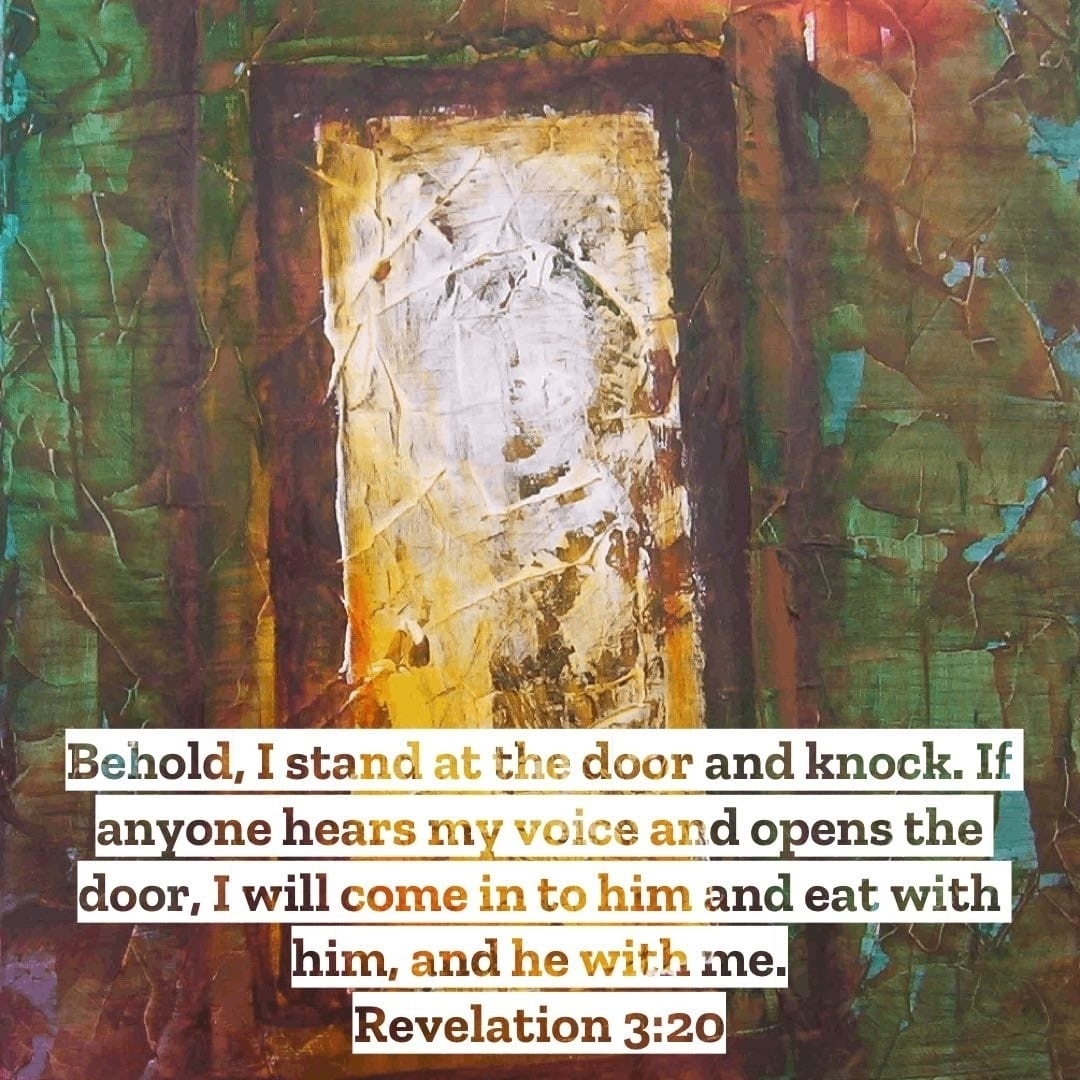 Behold, I stand at the door and knock. If
anyone hears my voice and opens the
door, I will come in to him and eat with
him, and he with me.
Revelation 3:20